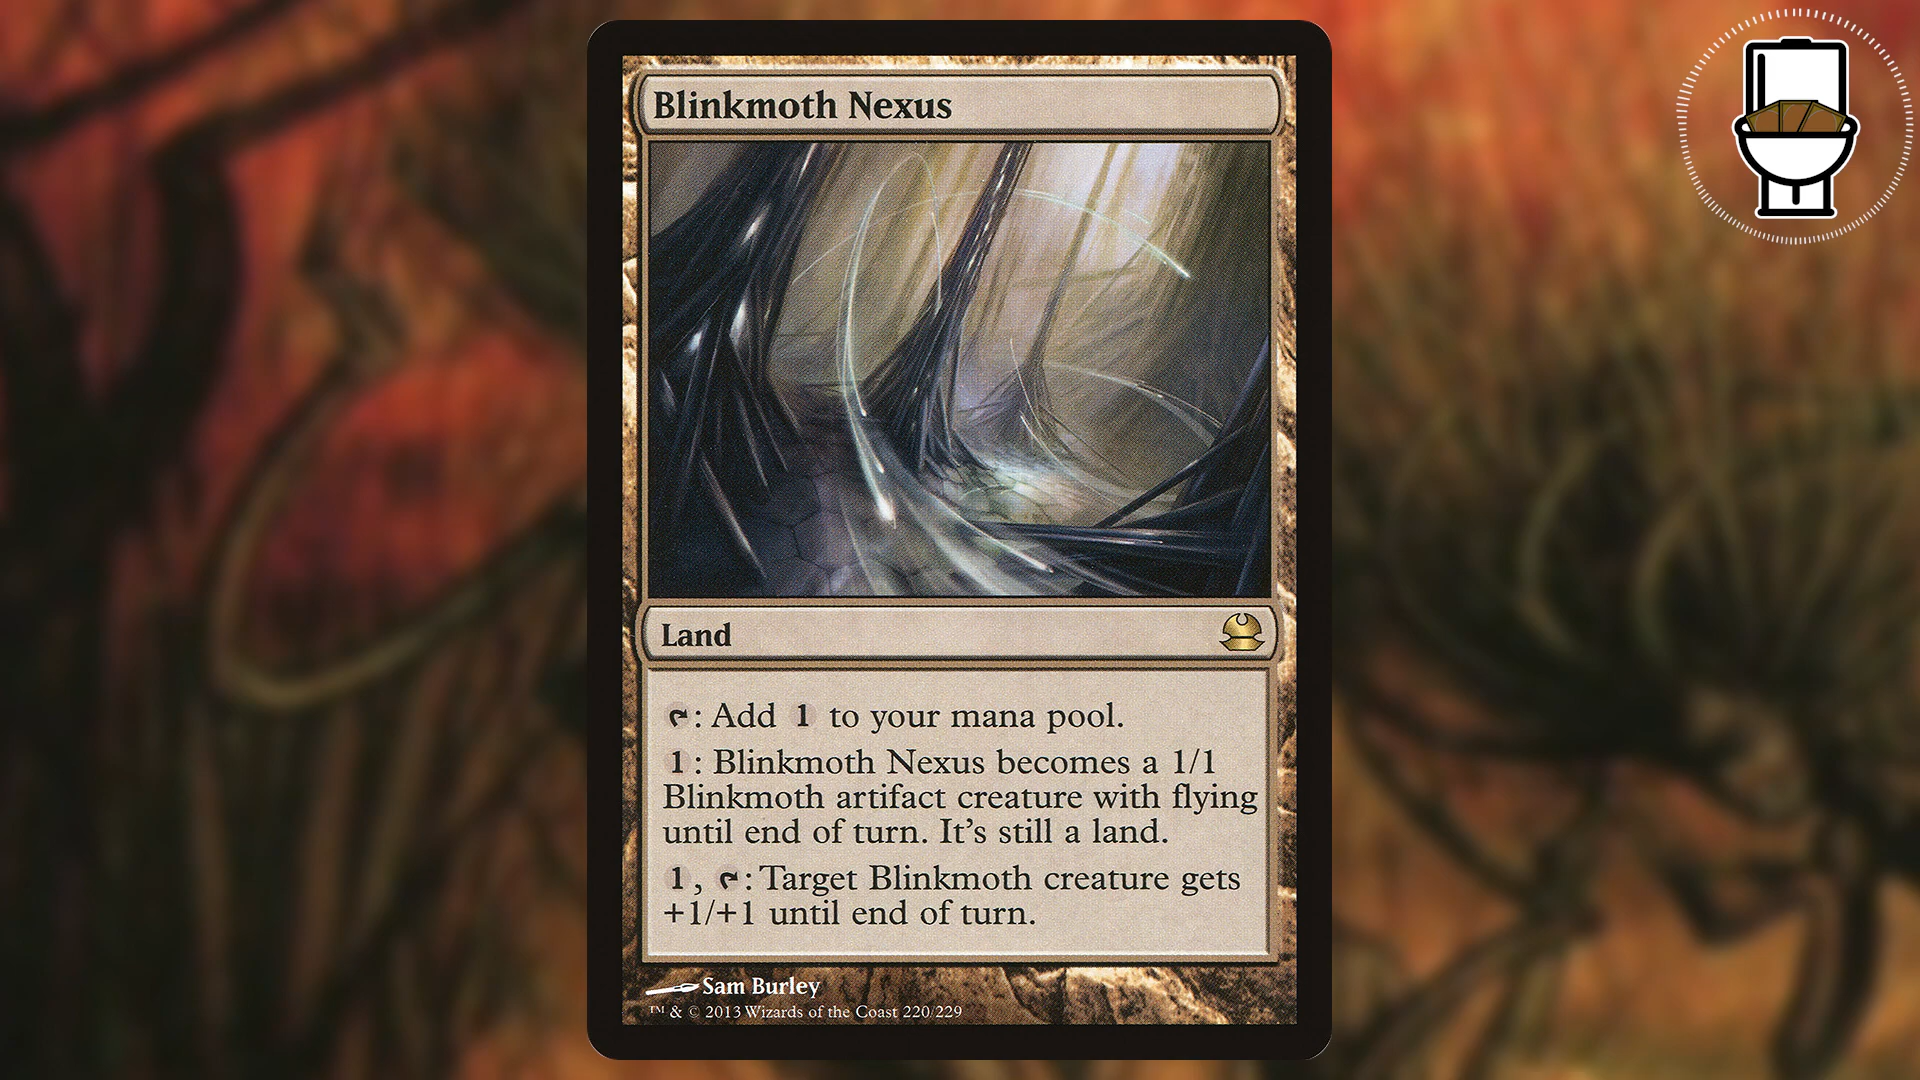 Blinkmoth Nexus
Land
: Add 1 to your mana pool.
1: Blinkmoth Nexus becomes a 1/1
Blinkmoth artifact creature with flying
until end of turn. It's still a land.
1, : Target Blinkmoth creature gets
+1/+1 until end of turn.
Sam Burley
™ & © 2013 Wizards of the Coast 220/229